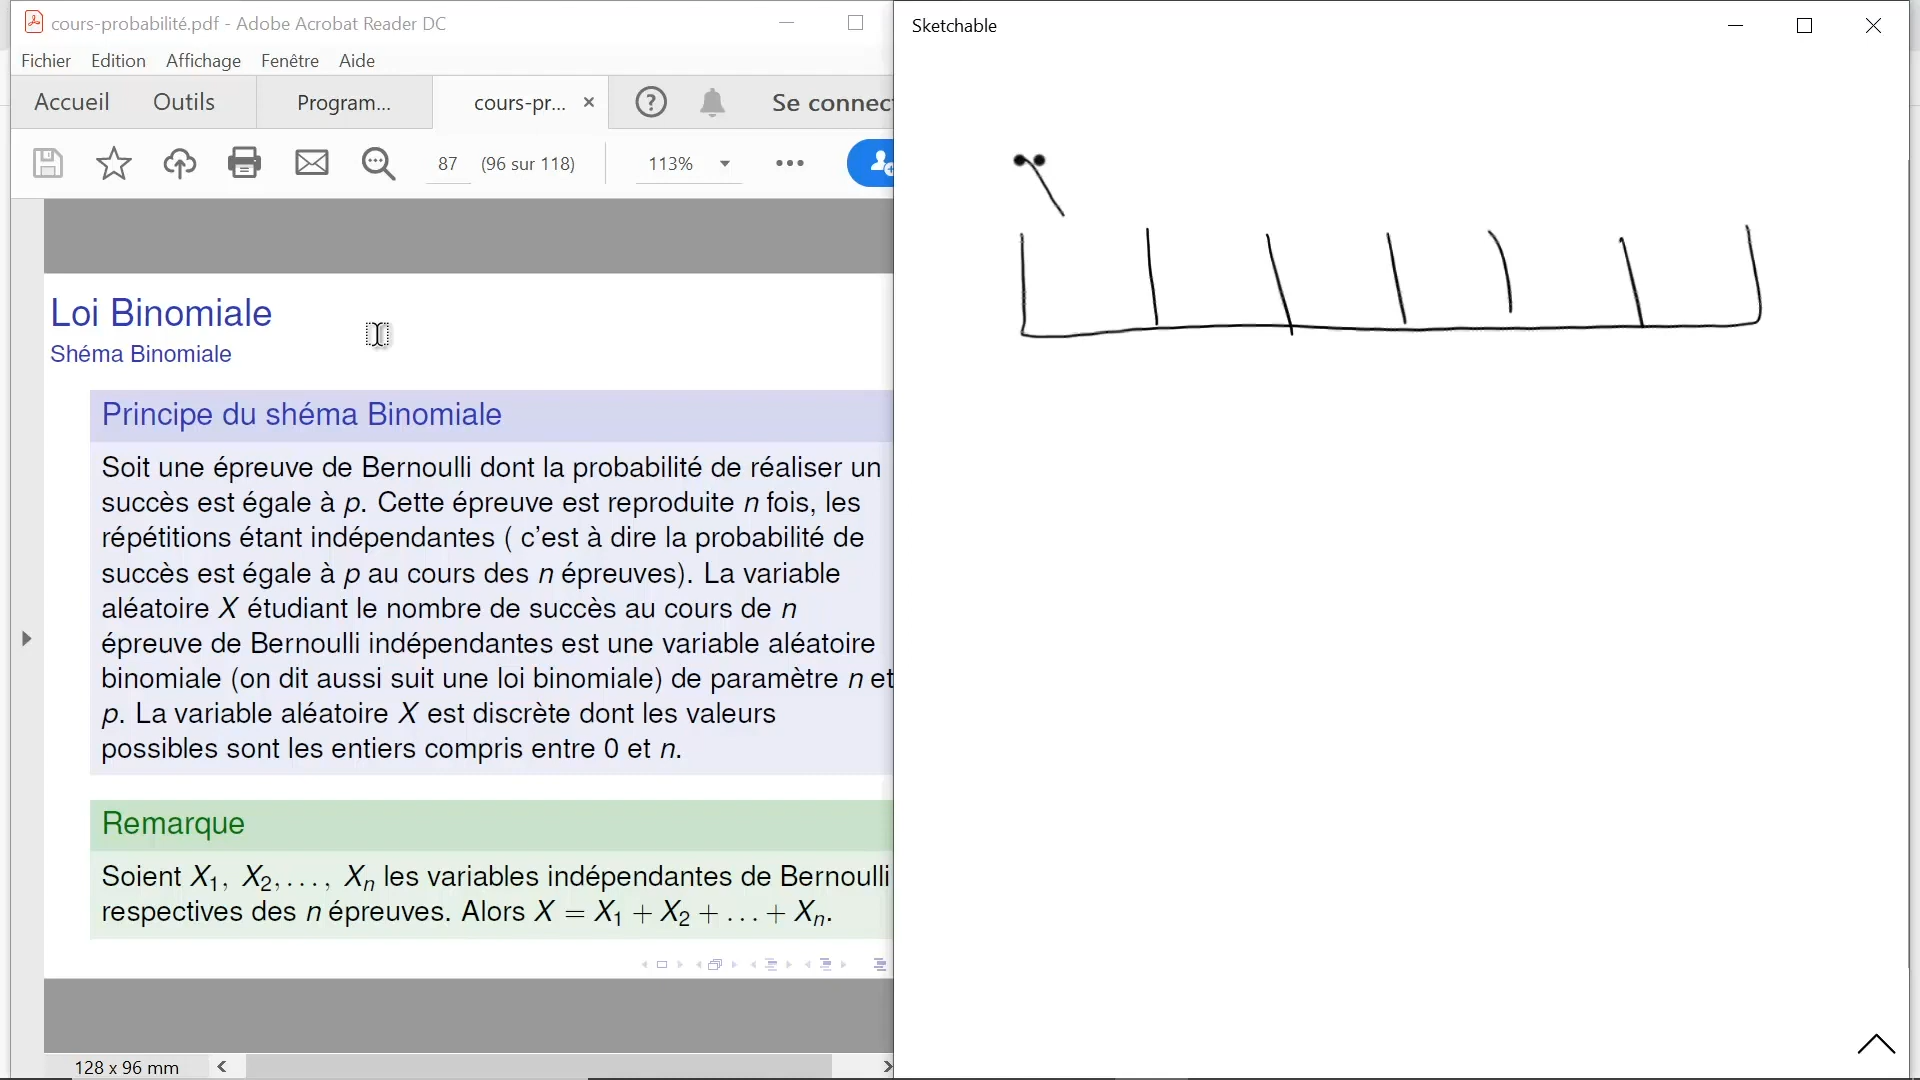 cours-probabilité.pdf - Adobe Acrobat Reader DC
Fichier Edition Affichage Fenêtre Aide
Accueil Outils Program... cours-pr... × ? Se connec
87 (96 sur 118) 113%
Loi Binomiale
Shéma Binomiale
Principe du shéma Binomiale
Soit une épreuve de Bernoulli dont la probabilité de réaliser un
succès est égale à p. Cette épreuve est reproduite n fois, les
répétitions étant indépendantes ( c'est à dire la probabilité de
succès est égale à p au cours des n épreuves). La variable
aléatoire X étudiant le nombre de succès au cours de n
épreuve de Bernoulli indépendantes est une variable aléatoire
binomiale (on dit aussi suit une loi binomiale) de paramètre n et
p. La variable aléatoire X est discrète dont les valeurs
possibles sont les entiers compris entre 0 et n.
Remarque
Soient X₁, X₂, . . . , Xₙ les variables indépendantes de Bernoulli
respectives des n épreuves. Alors X = X₁ + X₂ + . . . + Xₙ.
128 x 96 mm
Sketchable